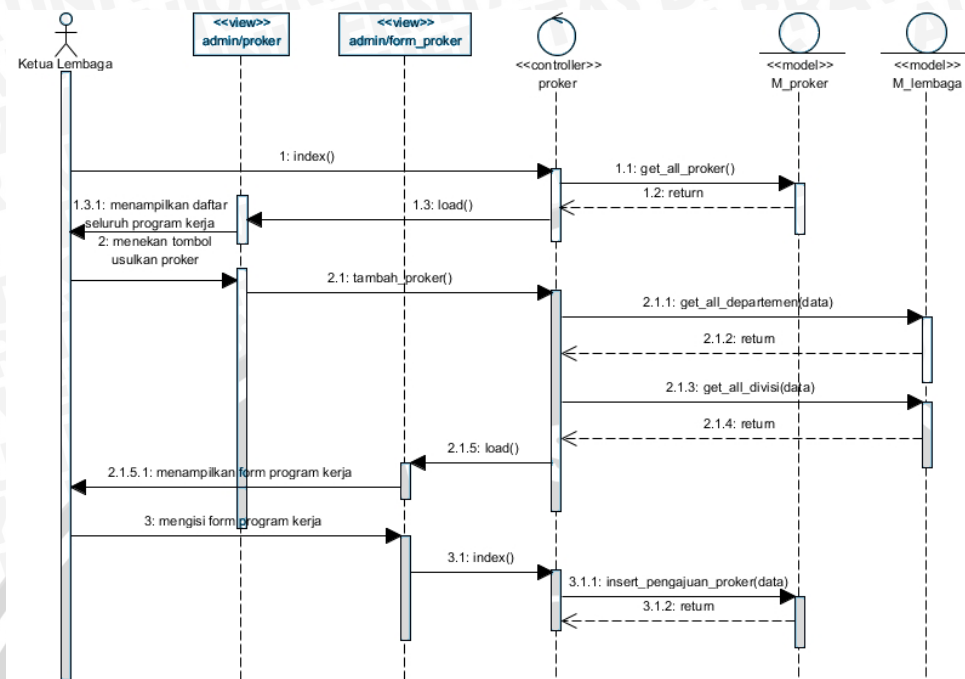 Ketua Lembaga
<<view>>
admin/proker
<<view>>
admin/form_proker
<<controller>>
proker
<<model>>
M_proker
<<model>>
M_lembaga
1: index()
1.1: get_all_proker()
1.2: return
1.3: load()
1.3.1: menampilkan daftar
seluruh program kerja
2: menekan tombol
usulkan proker
2.1: tambah_proker()
2.1.1: get_all_departemen(data)
2.1.2: return
2.1.3: get_all_divisi(data)
2.1.4: return
2.1.5: load()
2.1.5.1: menampilkan form program kerja
3: mengisi form program kerja
3.1: index()
3.1.1: insert_pengajuan_proker(data)
3.1.2: return